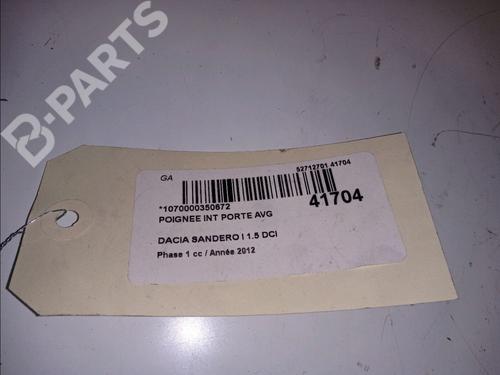 B-PARTS
GA
52712701 41704
*1070000350672
41704
POIGNEE INT PORTE AVG
DACIA SANDERO I 1.5 DCI
Phase 1 cc / Année 2012